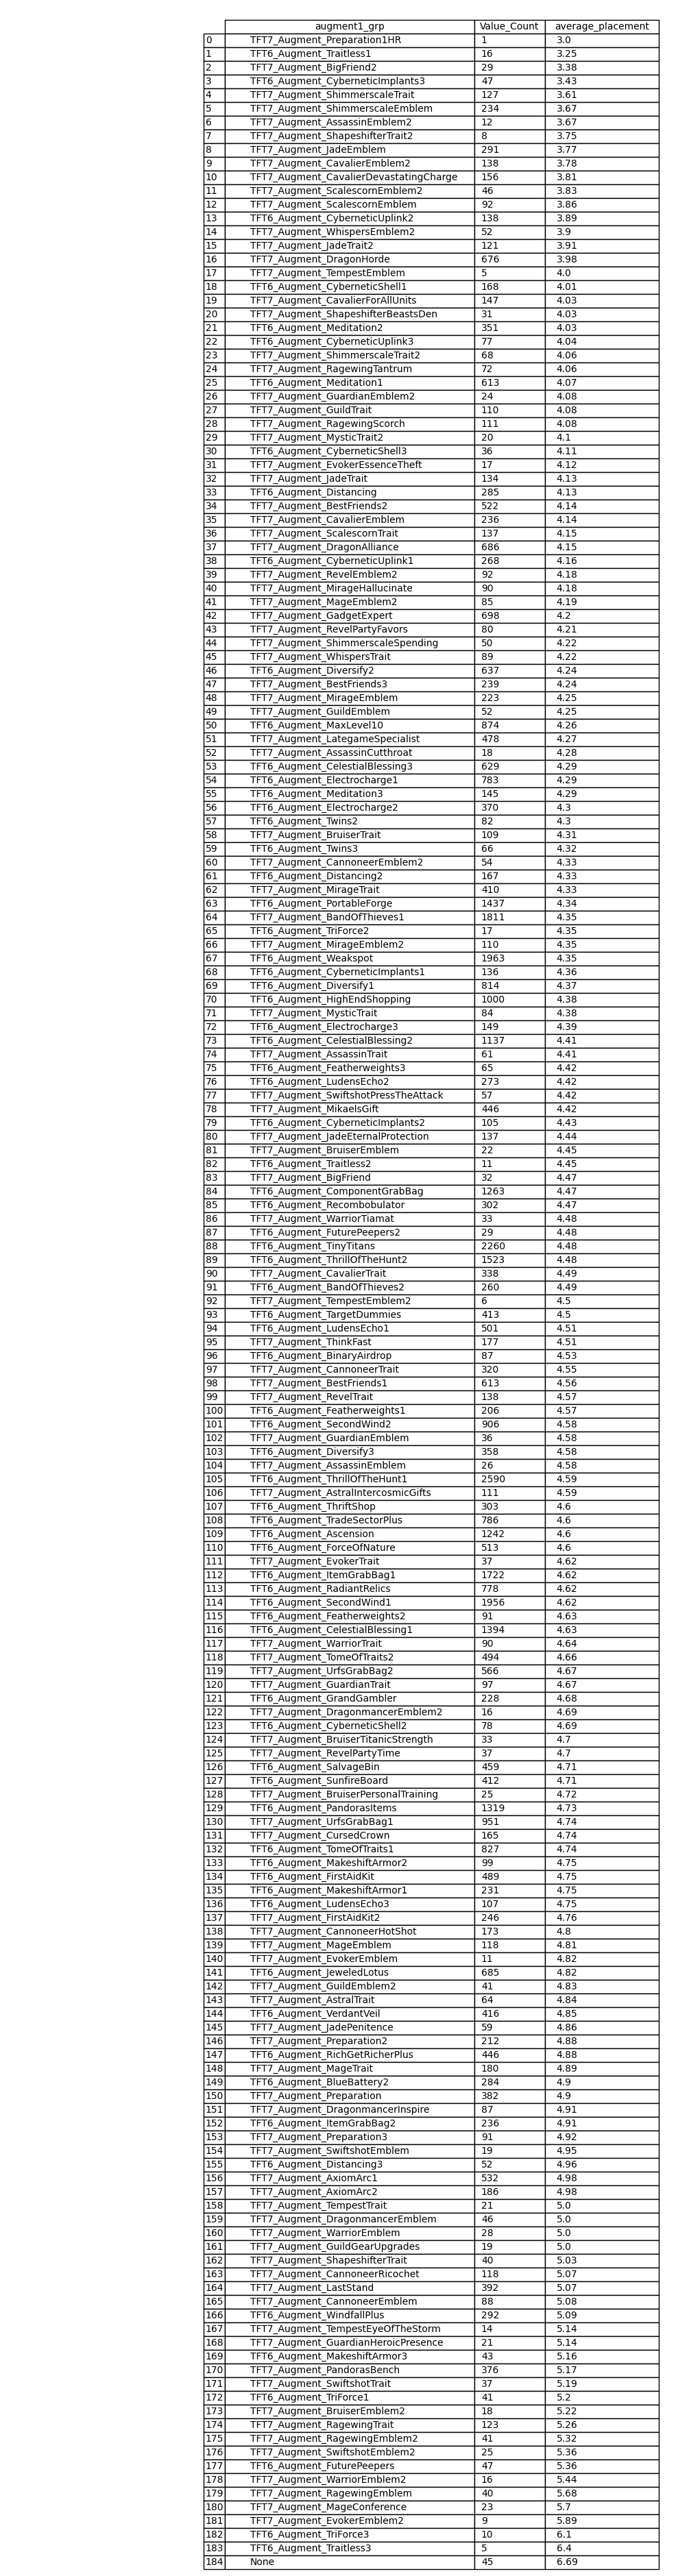 augment1_grp Value_Count average_placement
0 TFT7_Augment_Preparation1HR 1 3.0
1 TFT6_Augment_Traitless1 16 3.25
2 TFT7_Augment_BigFriend2 29 3.38
3 TFT6_Augment_CyberneticImplants3 47 3.43
4 TFT7_Augment_ShimmerscaleTrait 127 3.61
5 TFT7_Augment_ShimmerscaleEmblem 234 3.67
6 TFT7_Augment_AssassinEmblem2 12 3.67
7 TFT7_Augment_ShapeshifterTrait2 8 3.75
8 TFT7_Augment_JadeEmblem 291 3.77
9 TFT7_Augment_CavalierEmblem2 138 3.78
10 TFT7_Augment_CavalierDevastatingCharge 156 3.81
11 TFT7_Augment_ScalescornEmblem2 46 3.83
12 TFT7_Augment_ScalescornEmblem 92 3.86
13 TFT6_Augment_CyberneticUplink2 138 3.89
14 TFT7_Augment_WhispersEmblem2 52 3.9
15 TFT7_Augment_JadeTrait2 121 3.91
16 TFT7_Augment_DragonHorde 676 3.98
17 TFT7_Augment_TempestEmblem 5 4.0
18 TFT6_Augment_CyberneticShell1 168 4.01
19 TFT7_Augment_CavalierForAllUnits 147 4.03
20 TFT7_Augment_ShapeshifterBeastsDen 31 4.03
21 TFT6_Augment_Meditation2 351 4.03
22 TFT6_Augment_CyberneticUplink3 77 4.04
23 TFT7_Augment_ShimmerscaleTrait2 68 4.06
24 TFT7_Augment_RagewingTantrum 72 4.06
25 TFT6_Augment_Meditation1 613 4.07
26 TFT7_Augment_GuardianEmblem2 24 4.08
27 TFT7_Augment_GuildTrait 110 4.08
28 TFT7_Augment_RagewingScorch 111 4.08
29 TFT7_Augment_MysticTrait2 20 4.1
30 TFT6_Augment_CyberneticShell3 36 4.11
31 TFT7_Augment_EvokerEssenceTheft 17 4.12
32 TFT7_Augment_JadeTrait 134 4.13
33 TFT6_Augment_Distancing 285 4.13
34 TFT7_Augment_BestFriends2 522 4.14
35 TFT7_Augment_CavalierEmblem 236 4.14
36 TFT7_Augment_ScalescornTrait 137 4.15
37 TFT7_Augment_DragonAlliance 686 4.15
38 TFT6_Augment_CyberneticUplink1 268 4.16
39 TFT7_Augment_RevelEmblem2 92 4.18
40 TFT7_Augment_MirageHallucinate 90 4.18
41 TFT7_Augment_MageEmblem2 85 4.19
42 TFT7_Augment_GadgetExpert 698 4.2
43 TFT7_Augment_RevelPartyFavors 80 4.21
44 TFT7_Augment_ShimmerscaleSpending 50 4.22
45 TFT7_Augment_WhispersTrait 89 4.22
46 TFT6_Augment_Diversify2 637 4.24
47 TFT7_Augment_BestFriends3 239 4.24
48 TFT7_Augment_MirageEmblem 223 4.25
49 TFT7_Augment_GuildEmblem 52 4.25
50 TFT6_Augment_MaxLevel10 874 4.26
51 TFT7_Augment_LategameSpecialist 478 4.27
52 TFT7_Augment_AssassinCutthroat 18 4.28
53 TFT6_Augment_CelestialBlessing3 629 4.29
54 TFT6_Augment_Electrocharge1 783 4.29
55 TFT6_Augment_Meditation3 145 4.29
56 TFT6_Augment_Electrocharge2 370 4.3
57 TFT6_Augment_Twins2 82 4.3
58 TFT7_Augment_BruiserTrait 109 4.31
59 TFT6_Augment_Twins3 66 4.32
60 TFT7_Augment_CannoneerEmblem2 54 4.33
61 TFT6_Augment_Distancing2 167 4.33
62 TFT7_Augment_MirageTrait 410 4.33
63 TFT6_Augment_PortableForge 1437 4.34
64 TFT7_Augment_BandOfThieves1 1811 4.35
65 TFT6_Augment_TriForce2 17 4.35
66 TFT7_Augment_MirageEmblem2 110 4.35
67 TFT6_Augment_Weakspot 1963 4.35
68 TFT6_Augment_CyberneticImplants1 136 4.36
69 TFT6_Augment_Diversify1 814 4.37
70 TFT6_Augment_HighEndShopping 1000 4.38
71 TFT7_Augment_MysticTrait 84 4.38
72 TFT6_Augment_Electrocharge3 149 4.39
73 TFT6_Augment_CelestialBlessing2 1137 4.41
74 TFT7_Augment_AssassinTrait 61 4.41
75 TFT6_Augment_Featherweights3 65 4.42
76 TFT6_Augment_LudensEcho2 273 4.42
77 TFT7_Augment_SwiftshotPressTheAttack 57 4.42
78 TFT7_Augment_MikaelsGift 446 4.42
79 TFT6_Augment_CyberneticImplants2 105 4.43
80 TFT7_Augment_JadeEternalProtection 137 4.44
81 TFT7_Augment_BruiserEmblem 22 4.45
82 TFT6_Augment_Traitless2 11 4.45
83 TFT7_Augment_BigFriend 32 4.47
84 TFT6_Augment_ComponentGrabBag 1263 4.47
85 TFT6_Augment_Recombobulator 302 4.47
86 TFT7_Augment_WarriorTiamat 33 4.48
87 TFT6_Augment_FuturePeepers2 29 4.48
88 TFT6_Augment_TinyTitans 2260 4.48
89 TFT6_Augment_ThrillOfTheHunt2 1523 4.48
90 TFT7_Augment_CavalierTrait 338 4.49
91 TFT6_Augment_BandOfThieves2 260 4.49
92 TFT7_Augment_TempestEmblem2 6 4.5
93 TFT6_Augment_TargetDummies 413 4.5
94 TFT6_Augment_LudensEcho1 501 4.51
95 TFT7_Augment_ThinkFast 177 4.51
96 TFT6_Augment_BinaryAirdrop 87 4.53
97 TFT7_Augment_CannoneerTrait 320 4.55
98 TFT7_Augment_BestFriends1 613 4.56
99 TFT7_Augment_RevelTrait 138 4.57
100 TFT6_Augment_Featherweights1 206 4.57
101 TFT6_Augment_SecondWind2 906 4.58
102 TFT7_Augment_GuardianEmblem 36 4.58
103 TFT6_Augment_Diversify3 358 4.58
104 TFT7_Augment_AssassinEmblem 26 4.58
105 TFT6_Augment_ThrillOfTheHunt1 2590 4.59
106 TFT7_Augment_AstralIntercosmicGifts 111 4.59
107 TFT6_Augment_ThriftShop 303 4.6
108 TFT6_Augment_TradeSectorPlus 786 4.6
109 TFT6_Augment_Ascension 1242 4.6
110 TFT6_Augment_ForceOfNature 513 4.6
111 TFT7_Augment_EvokerTrait 37 4.62
112 TFT6_Augment_ItemGrabBag1 1722 4.62
113 TFT6_Augment_RadiantRelics 778 4.62
114 TFT6_Augment_SecondWind1 1956 4.62
115 TFT6_Augment_Featherweights2 91 4.63
116 TFT6_Augment_CelestialBlessing1 1394 4.63
117 TFT7_Augment_WarriorTrait 90 4.64
118 TFT6_Augment_TomeOfTraits2 494 4.66
119 TFT7_Augment_UrfsGrabBag2 566 4.67
120 TFT7_Augment_GuardianTrait 97 4.67
121 TFT6_Augment_GrandGambler 228 4.68
122 TFT7_Augment_DragonmancerEmblem2 16 4.69
123 TFT6_Augment_CyberneticShell2 78 4.69
124 TFT7_Augment_BruiserTitanicStrength 33 4.7
125 TFT7_Augment_RevelPartyTime 37 4.7
126 TFT6_Augment_SalvageBin 459 4.71
127 TFT6_Augment_SunfireBoard 412 4.71
128 TFT7_Augment_BruiserPersonalTraining 25 4.72
129 TFT6_Augment_PandorasItems 1319 4.73
130 TFT7_Augment_UrfsGrabBag1 951 4.74
131 TFT7_Augment_CursedCrown 165 4.74
132 TFT6_Augment_TomeOfTraits1 827 4.74
133 TFT6_Augment_MakeshiftArmor2 99 4.75
134 TFT6_Augment_FirstAidKit 489 4.75
135 TFT6_Augment_MakeshiftArmor1 231 4.75
136 TFT6_Augment_LudensEcho3 107 4.75
137 TFT7_Augment_FirstAidKit2 246 4.76
138 TFT7_Augment_CannoneerHotShot 173 4.8
139 TFT7_Augment_MageEmblem 118 4.81
140 TFT7_Augment_EvokerEmblem 11 4.82
141 TFT6_Augment_JeweledLotus 685 4.82
142 TFT7_Augment_GuildEmblem2 41 4.83
143 TFT7_Augment_AstralTrait 64 4.84
144 TFT6_Augment_VerdantVeil 416 4.85
145 TFT7_Augment_JadePenitence 59 4.86
146 TFT7_Augment_Preparation2 212 4.88
147 TFT6_Augment_RichGetRicherPlus 446 4.88
148 TFT7_Augment_MageTrait 180 4.89
149 TFT6_Augment_BlueBattery2 284 4.9
150 TFT7_Augment_Preparation 382 4.9
151 TFT7_Augment_DragonmancerInspire 87 4.91
152 TFT6_Augment_ItemGrabBag2 236 4.91
153 TFT7_Augment_Preparation3 91 4.92
154 TFT7_Augment_SwiftshotEmblem 19 4.95
155 TFT6_Augment_Distancing3 52 4.96
156 TFT7_Augment_AxiomArc1 532 4.98
157 TFT7_Augment_AxiomArc2 186 4.98
158 TFT7_Augment_TempestTrait 21 5.0
159 TFT7_Augment_DragonmancerEmblem 46 5.0
160 TFT7_Augment_WarriorEmblem 28 5.0
161 TFT7_Augment_GuildGearUpgrades 19 5.0
162 TFT7_Augment_ShapeshifterTrait 40 5.03
163 TFT7_Augment_CannoneerRicochet 118 5.07
164 TFT7_Augment_LastStand 392 5.07
165 TFT7_Augment_CannoneerEmblem 88 5.08
166 TFT6_Augment_WindfallPlus 292 5.09
167 TFT7_Augment_TempestEyeOfTheStorm 14 5.14
168 TFT7_Augment_GuardianHeroicPresence 21 5.14
169 TFT6_Augment_MakeshiftArmor3 43 5.16
170 TFT7_Augment_PandorasBench 376 5.17
171 TFT7_Augment_SwiftshotTrait 37 5.19
172 TFT6_Augment_TriForce1 41 5.2
173 TFT7_Augment_BruiserEmblem2 18 5.22
174 TFT7_Augment_RagewingTrait 123 5.26
175 TFT7_Augment_RagewingEmblem2 41 5.32
176 TFT7_Augment_SwiftshotEmblem2 25 5.36
177 TFT6_Augment_FuturePeepers 47 5.36
178 TFT7_Augment_WarriorEmblem2 16 5.44
179 TFT7_Augment_RagewingEmblem 40 5.68
180 TFT7_Augment_MageConference 23 5.7
181 TFT7_Augment_EvokerEmblem2 9 5.89
182 TFT6_Augment_TriForce3 10 6.1
183 TFT6_Augment_Traitless3 5 6.4
184 None 45 6.69